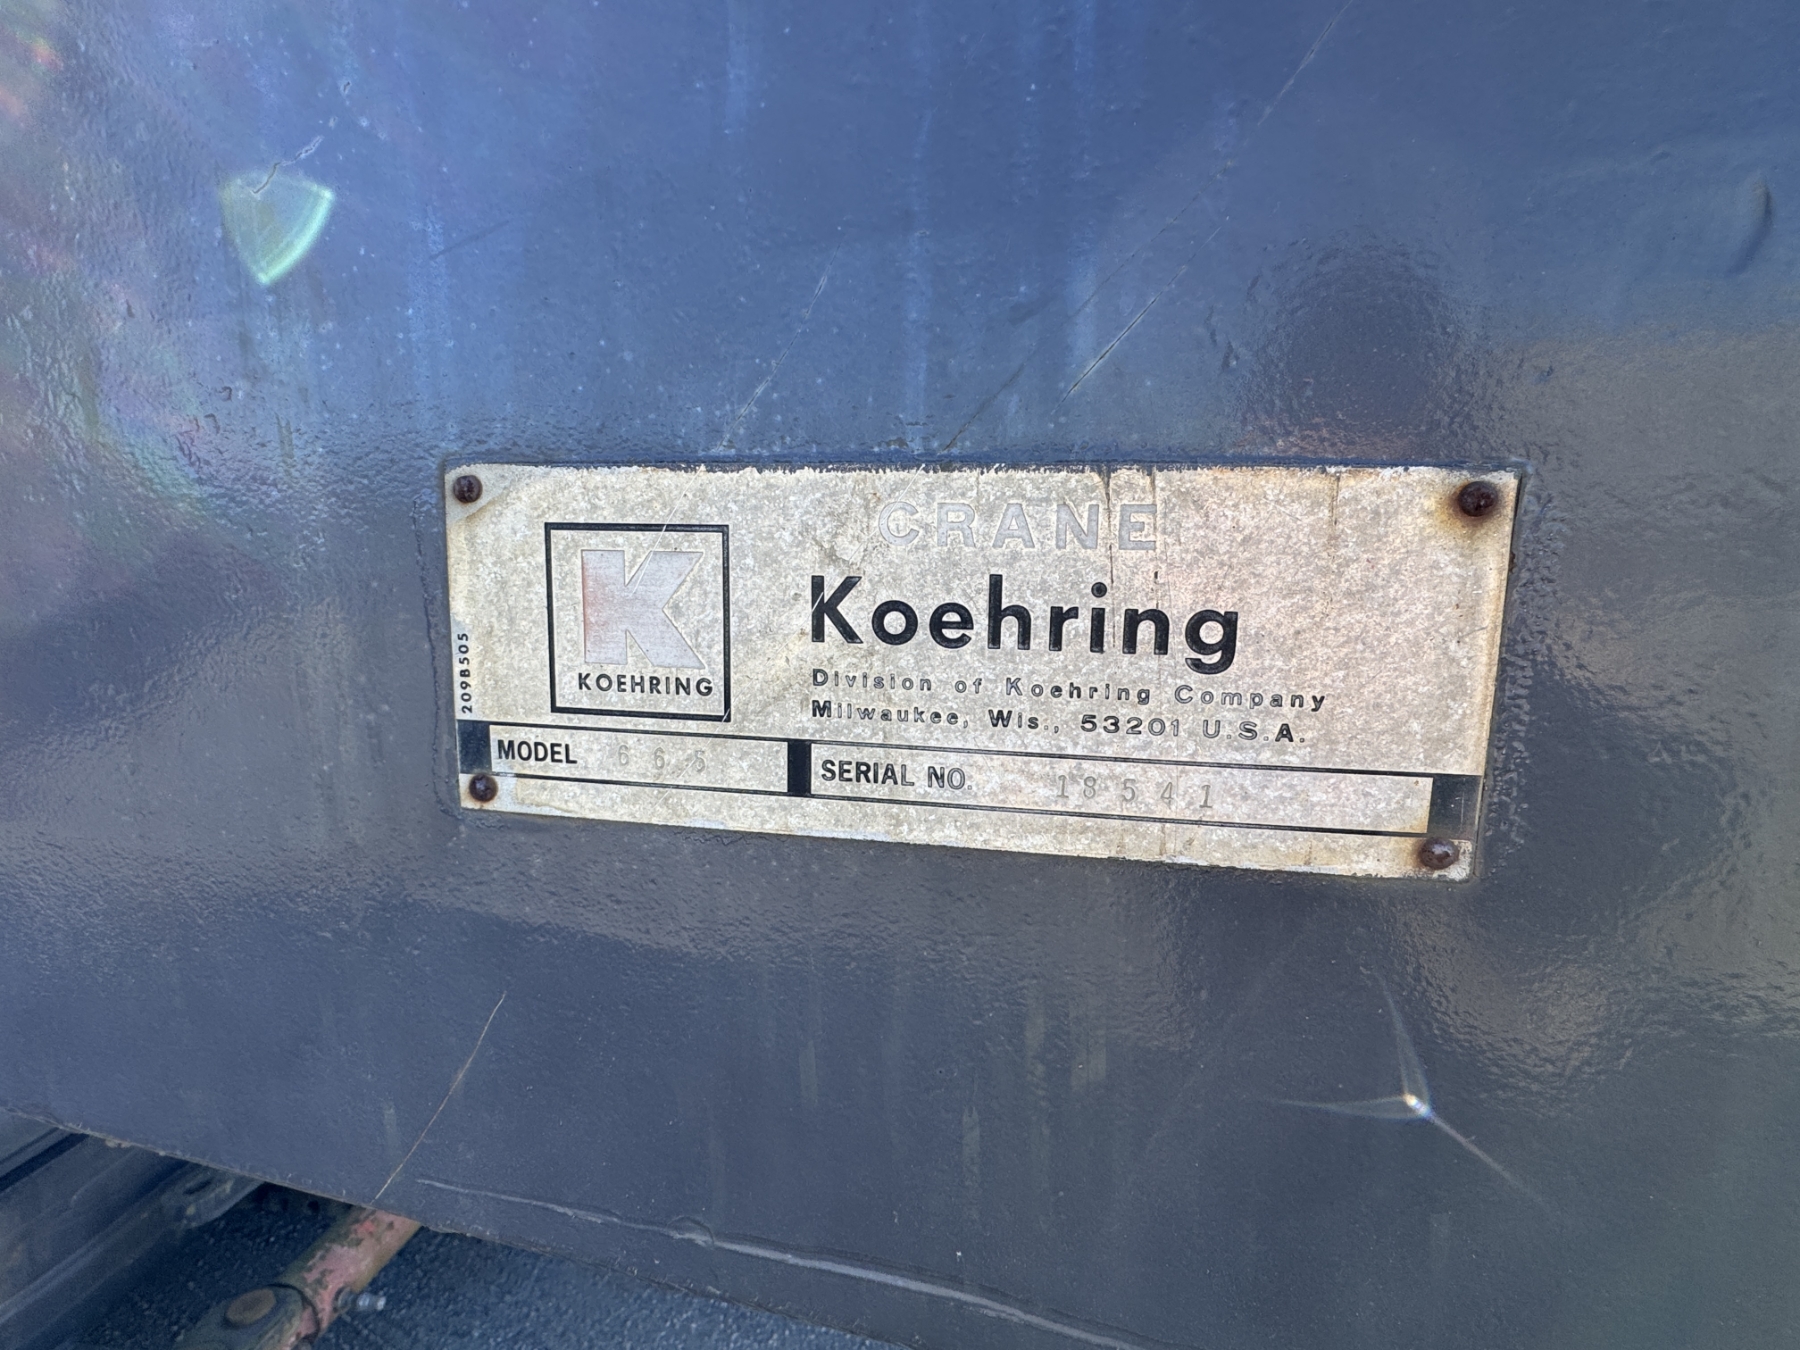 CRANE
K
KOEHRING
Koehring
Division of Koehring Company
Milwaukee, Wis., 53201 U.S.A.
209B505
MODEL 665
SERIAL NO. 18541